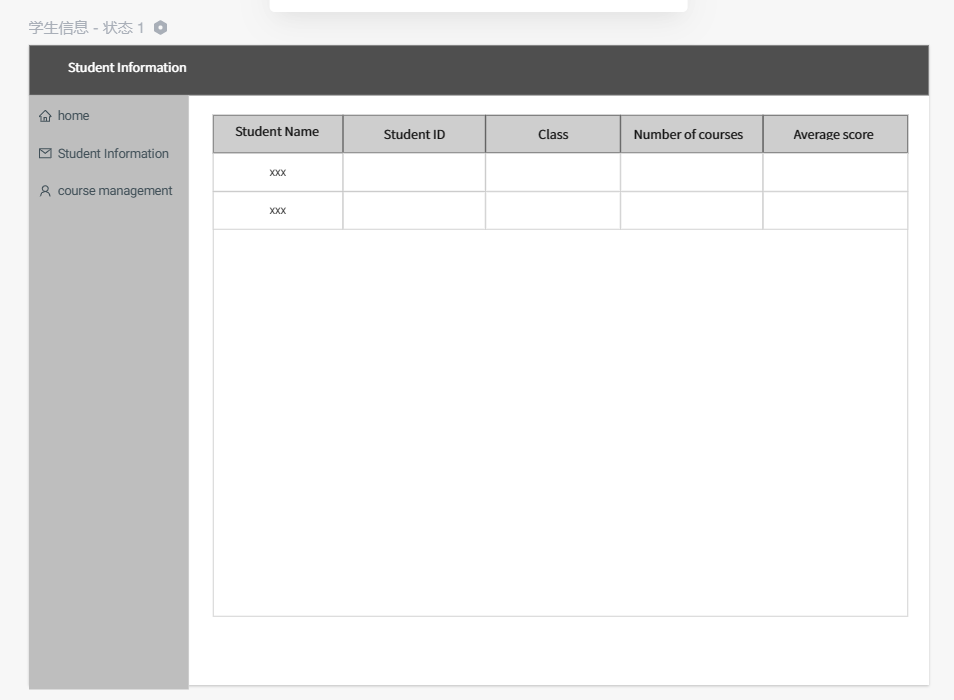 学生信息 - 状态 1
Student Information
home
Student Information
course management
Student Name Student ID Class Number of courses Average score
xxx
xxx